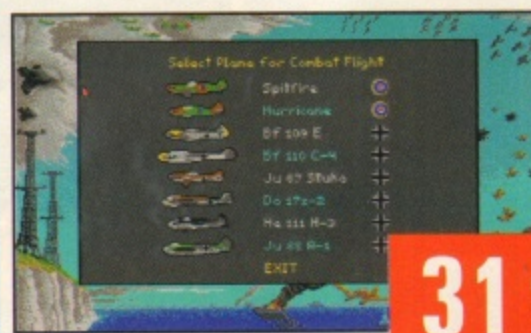 Select Plane for Combat Flight
Spitfire
Hurricane
Bf 109 E
Bf 110 C-4
Ju 87 Stuka
Do 17z-2
He 111 H-3
Ju 88 A-1
EXIT
31